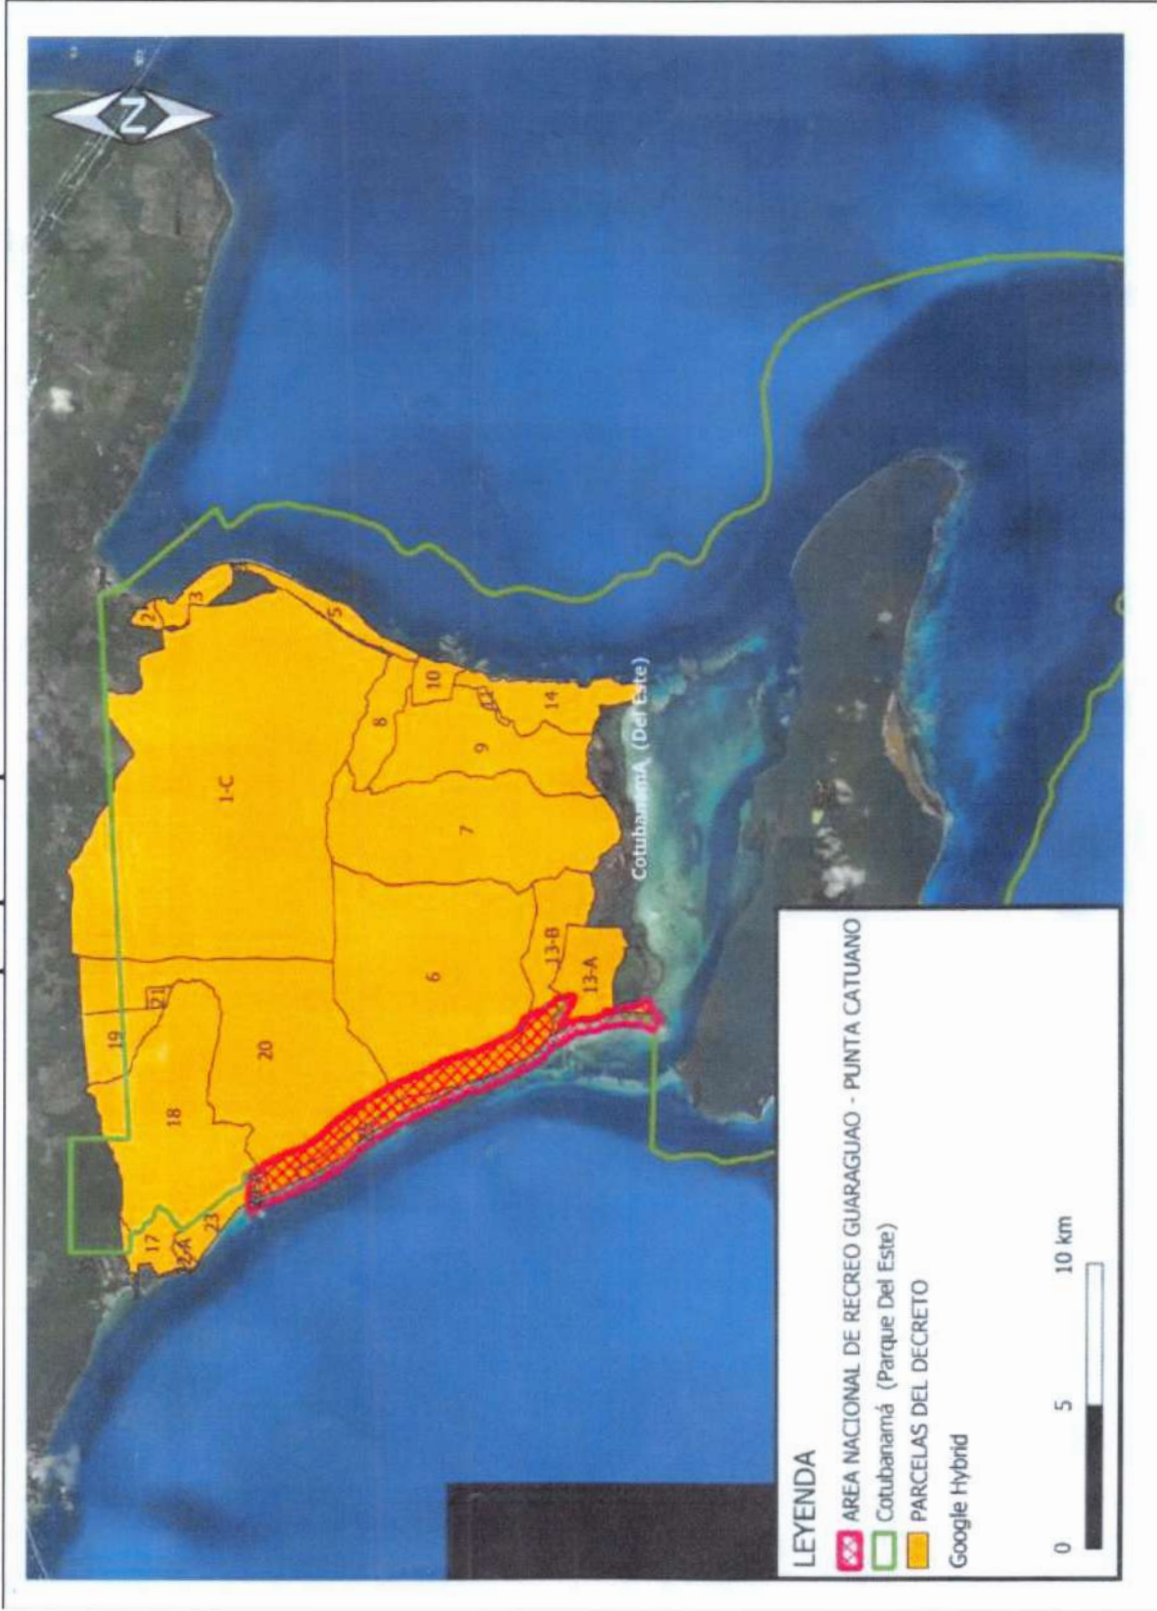 N
2
3
5
1-C
10
8
12
14
9
7
Cotubanamá (Del Este)
6
13-B
13-A
19
21
20
18
17
23
LEYENDA
AREA NACIONAL DE RECREO GUARAGUAO - PUNTA CATUANO
Cotubanamá (Parque Del Este)
PARCELAS DEL DECRETO
Google Hybrid
0 5 10 km